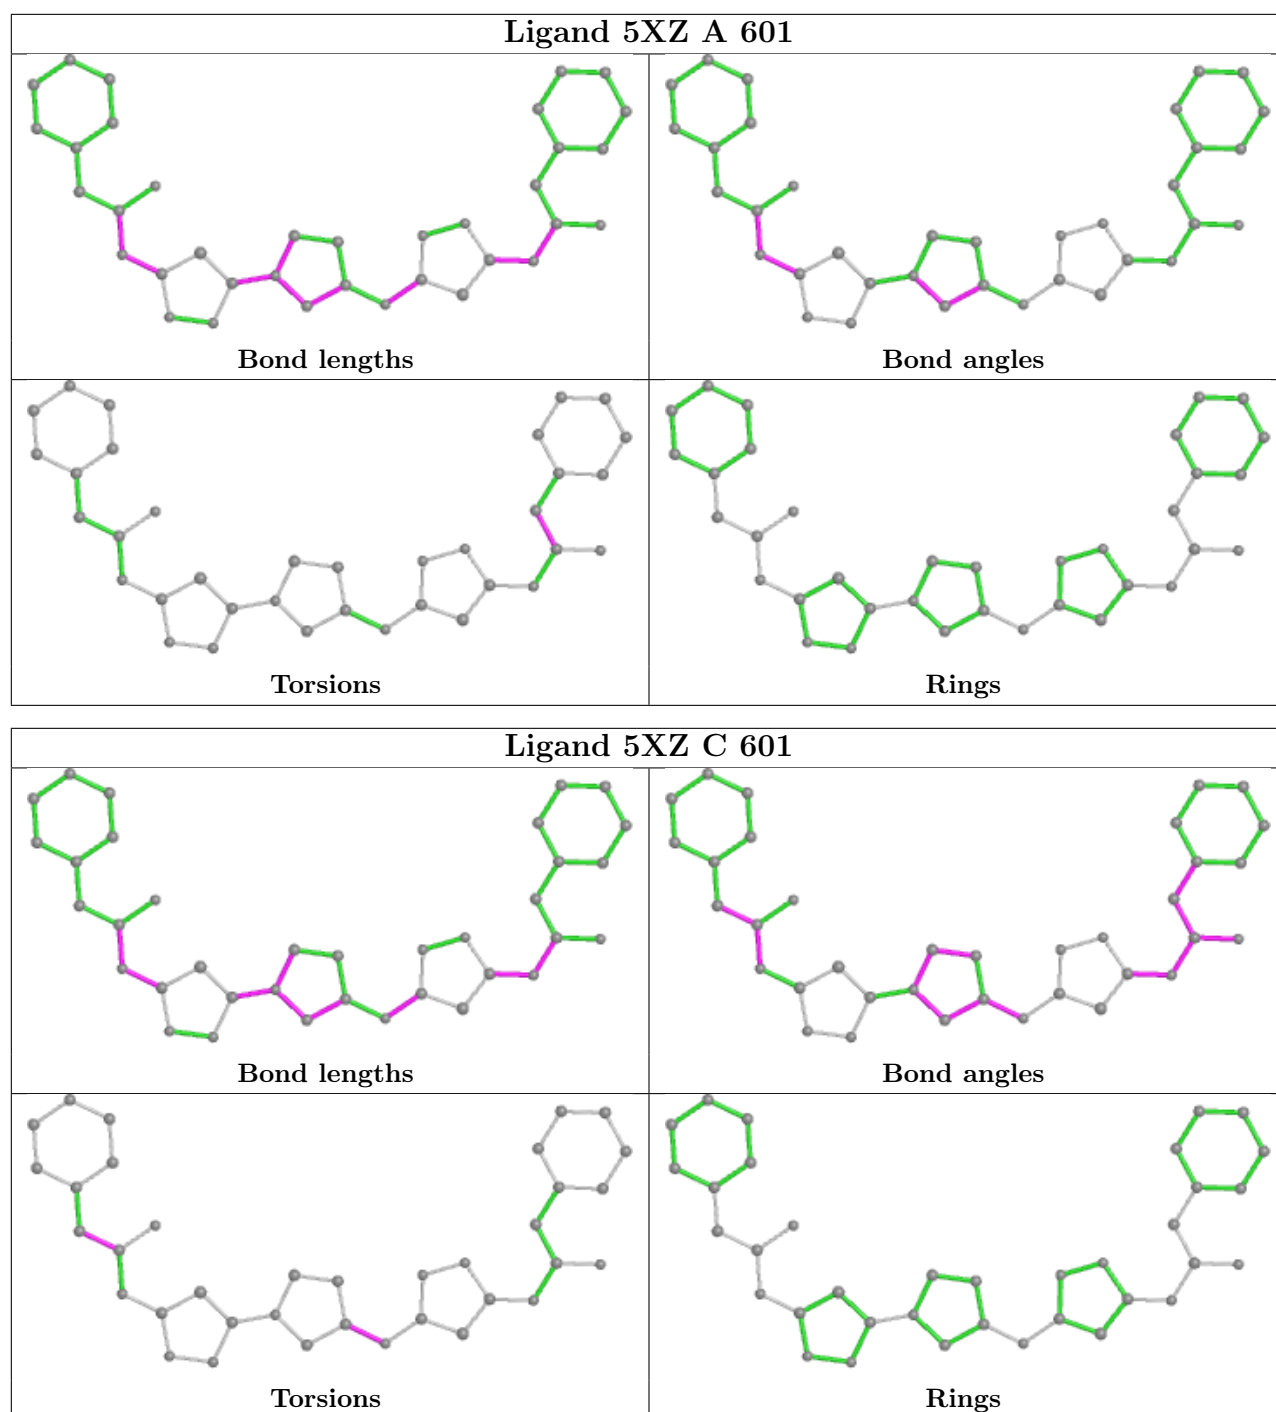 Ligand 5XZ A 601
Bond lengths
Bond angles
Torsions
Rings
Ligand 5XZ C 601
Bond lengths
Bond angles
Torsions
Rings